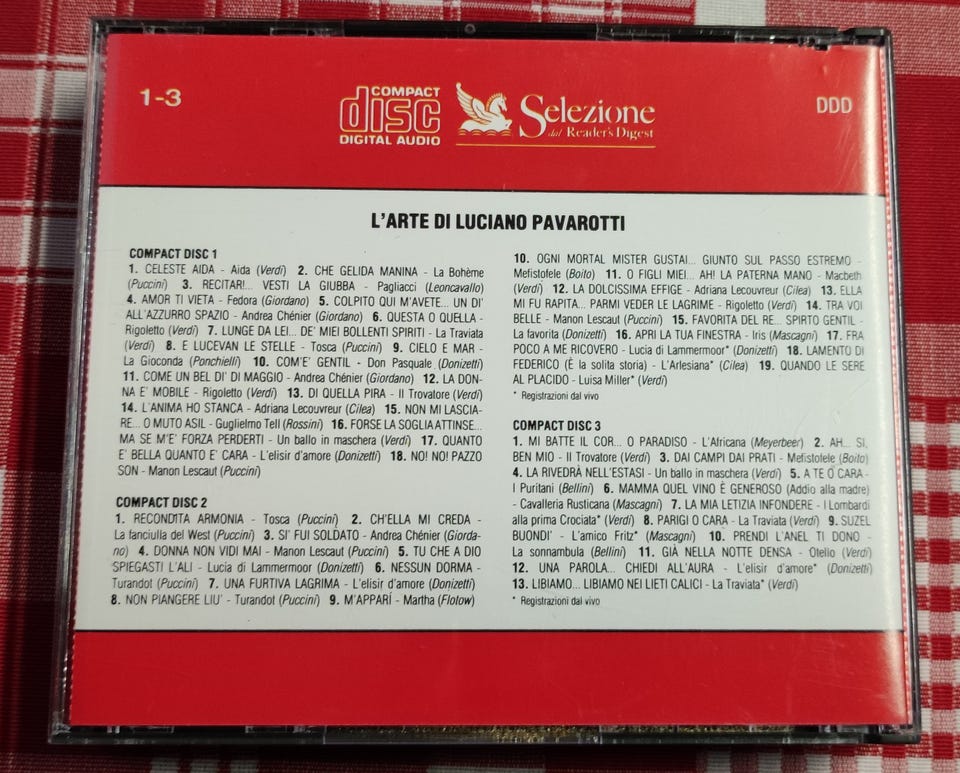 1-3
COMPACT
disc
DIGITAL AUDIO
Selezione
dal Reader's Digest
DDD
L'ARTE DI LUCIANO PAVAROTTI
COMPACT DISC 1
1. CELESTE AIDA - Aida (Verdi) 2. CHE GELIDA MANINA - La Bohème
(Puccini) 3. RECITAR!... VESTI LA GIUBBA - Pagliacci (Leoncavallo)
4. AMOR TI VIETA - Fedora (Giordano) 5. COLPITO QUI M'AVETE... UN DI'
ALL'AZZURRO SPAZIO - Andrea Chénier (Giordano) 6. QUESTA O QUELLA -
Rigoletto (Verdi) 7. LUNGE DA LEI... DE' MIEI BOLLENTI SPIRITI - La Traviata
(Verdi) 8. E LUCEVAN LE STELLE - Tosca (Puccini) 9. CIELO E MAR -
La Gioconda (Ponchielli) 10. COM'E' GENTIL - Don Pasquale (Donizetti)
11. COME UN BEL DI' DI MAGGIO - Andrea Chénier (Giordano) 12. LA DON-
NA E' MOBILE - Rigoletto (Verdi) 13. DI QUELLA PIRA - Il Trovatore (Verdi)
14. L'ANIMA HO STANCA - Adriana Lecouvreur (Cilea) 15. NON MI LASCIA-
RE... O MUTO ASIL - Guglielmo Tell (Rossini) 16. FORSE LA SOGLIA ATTINSE...
MA SE M'E' FORZA PERDERTI - Un ballo in maschera (Verdi) 17. QUANTO
E' BELLA QUANTO E' CARA - L'elisir d'amore (Donizetti) 18. NO! NO! PAZZO
SON - Manon Lescaut (Puccini)
COMPACT DISC 2
1. RECONDITA ARMONIA - Tosca (Puccini) 2. CH'ELLA MI CREDA -
La fanciulla del West (Puccini) 3. SI' FUI SOLDATO - Andrea Chénier (Giorda-
no) 4. DONNA NON VIDI MAI - Manon Lescaut (Puccini) 5. TU CHE A DIO
SPIEGASTI L'ALI - Lucia di Lammermoor (Donizetti) 6. NESSUN DORMA -
Turandot (Puccini) 7. UNA FURTIVA LAGRIMA - L'elisir d'amore (Donizetti)
8. NON PIANGERE LIU' - Turandot (Puccini) 9. M'APPARÍ - Martha (Flotow)
10. OGNI MORTAL MISTER GUSTAI... GIUNTO SUL PASSO ESTREMO -
Mefistofele (Boito) 11. O FIGLI MIEI... AH! LA PATERNA MANO - Macbeth
(Verdi) 12. LA DOLCISSIMA EFFIGE - Adriana Lecouvreur (Cilea) 13. ELLA
MI FU RAPITA... PARMI VEDER LE LAGRIME - Rigoletto (Verdi) 14. TRA VOI
BELLE - Manon Lescaut (Puccini) 15. FAVORITA DEL RE... SPIRTO GENTIL -
La favorita (Donizetti) 16. APRI LA TUA FINESTRA - Iris (Mascagni) 17. FRA
POCO A ME RICOVERO - Lucia di Lammermoor* (Donizetti) 18. LAMENTO DI
FEDERICO (È la solita storia) - L'Arlesiana* (Cilea) 19. QUANDO LE SERE
AL PLACIDO - Luisa Miller* (Verdi)
* Registrazioni dal vivo
COMPACT DISC 3
1. MI BATTE IL COR... O PARADISO - L'Africana (Meyerbeer) 2. AH... SI,
BEN MIO - Il Trovatore (Verdi) 3. DAI CAMPI DAI PRATI - Mefistofele (Boito)
4. LA RIVEDRÀ NELL'ESTASI - Un ballo in maschera (Verdi) 5. A TE O CARA -
I Puritani (Bellini) 6. MAMMA QUEL VINO È GENEROSO (Addio alla madre)
- Cavalleria Rusticana (Mascagni) 7. LA MIA LETIZIA INFONDERE - I Lombardi
alla prima Crociata* (Verdi) 8. PARIGI O CARA - La Traviata (Verdi) 9. SUZEL
BUONDI' - L'amico Fritz* (Mascagni) 10. PRENDI L'ANEL TI DONO -
La sonnambula (Bellini) 11. GIÀ NELLA NOTTE DENSA - Otello (Verdi)
12. UNA PAROLA... CHIEDI ALL'AURA - L'elisir d'amore* (Donizetti)
13. LIBIAMO... LIBIAMO NEI LIETI CALICI - La Traviata* (Verdi)
* Registrazioni dal vivo